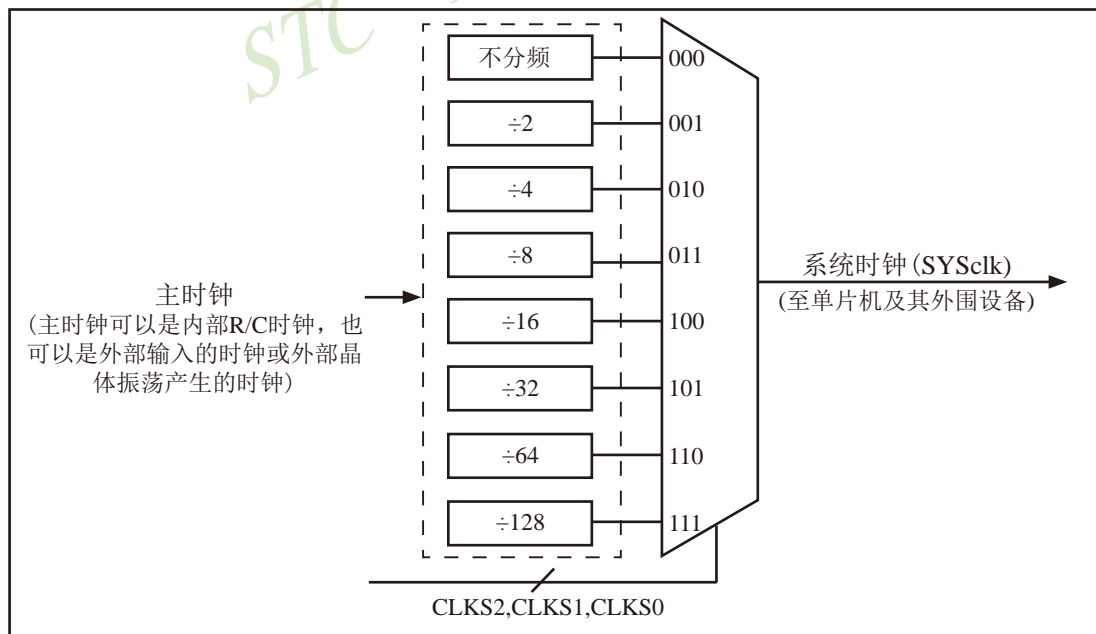 STC
不分频
÷2
÷4
÷8
÷16
÷32
÷64
÷128
000
001
010
011
100
101
110
111
主时钟
(主时钟可以是内部R/C时钟，也
可以是外部输入的时钟或外部晶
体振荡产生的时钟)
系统时钟(SYSclk)
(至单片机及其外围设备)
CLKS2,CLKS1,CLKS0